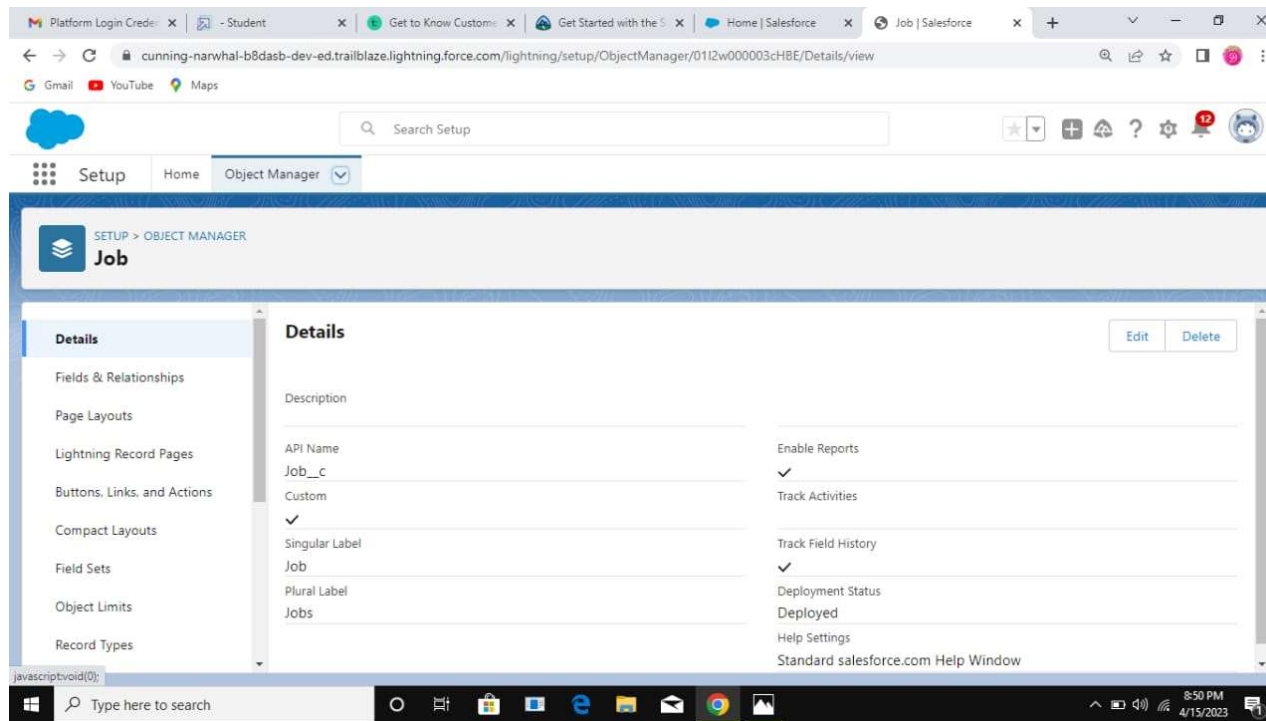 Platform Login Creder
- Student
Get to Know Custome
Get Started with the S
Home | Salesforce
Job | Salesforce
cunning-narwhal-b8dasb-dev-ed.trailblaze.lightning.force.com/lightning/setup/ObjectManager/01I2w000003cHBE/Details/view
Gmail
YouTube
Maps
Search Setup
12
Setup
Home
Object Manager
SETUP > OBJECT MANAGER
Job
Details
Fields & Relationships
Page Layouts
Lightning Record Pages
Buttons, Links, and Actions
Compact Layouts
Field Sets
Object Limits
Record Types
Details
Edit
Delete
Description
API Name
Job__c
Custom
Singular Label
Job
Plural Label
Jobs
Enable Reports
Track Activities
Track Field History
Deployment Status
Deployed
Help Settings
Standard salesforce.com Help Window
javascript:void(0);
Type here to search
8:50 PM
4/15/2023
1